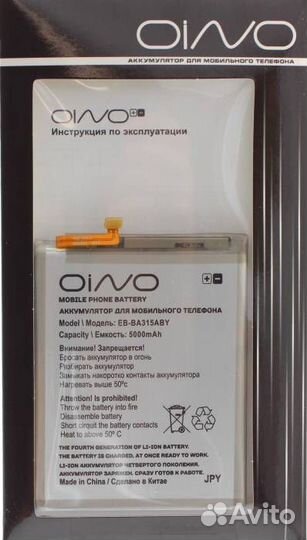 OiNO
АККУМУЛЯТОР ДЛЯ МОБИЛЬНОГО ТЕЛЕФОНА
OiNO + -
Инструкция по эксплуатации
OiNO + -
MOBILE PHONE BATTERY
АККУМУЛЯТОР ДЛЯ МОБИЛЬНОГО ТЕЛЕФОНА
Model \ Модель: EB-BA315ABY
Capacity \ Емкость: 5000mAh
Внимание! Запрещается!
Бросать аккумулятор в огонь
Разбирать аккумулятор
Замыкать накоротко контакты аккумулятора
Нагревать выше 50°c
Attention! Is Prohibited!
Throw the battery into fire
Disassemble battery
Short circuit the battery contacts
Heated to above 50° C
THE FOURTH GENERATION OF LI-ION BATTERY.
BATTERY IS CHARGED. READY TO WORK.
LI-ION АККУМУЛЯТОР ЧЕТВЕРТОГО ПОКОЛЕНИЯ.
АККУМУЛЯТОР ЗАРЯЖЕН. СРАЗУ ГОТОВ К РАБОТЕ.
Made in China / Сделано в Китае
JPY
Avito